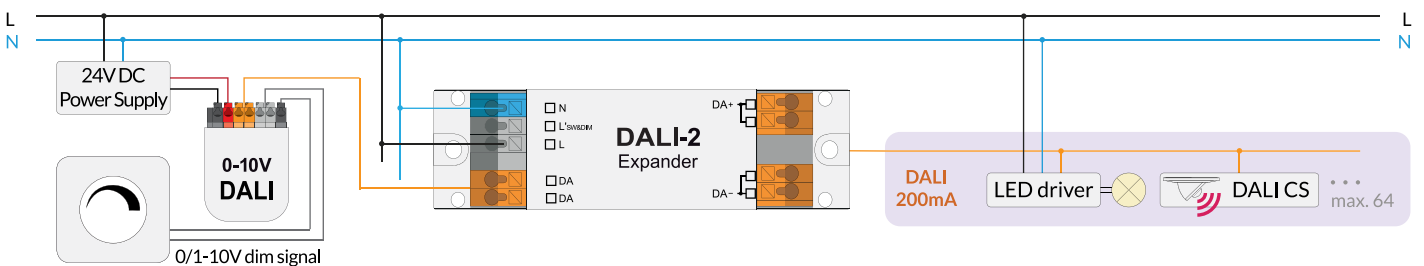 L
L
N
N
24V DC
Power Supply
0-10V
DALI
0/1-10V dim signal
N
L'SW&DIM
L
DA
DA
DALI-2
Expander
DA+
DA−
DALI
200mA
LED driver
DALI CS
...
max. 64